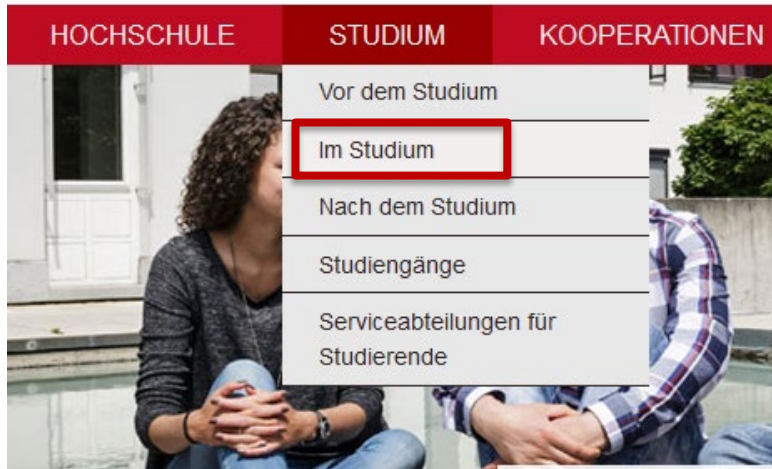 HOCHSCHULE STUDIUM KOOPERATIONEN
Vor dem Studium
Im Studium
Nach dem Studium
Studiengänge
Serviceabteilungen für
Studierende